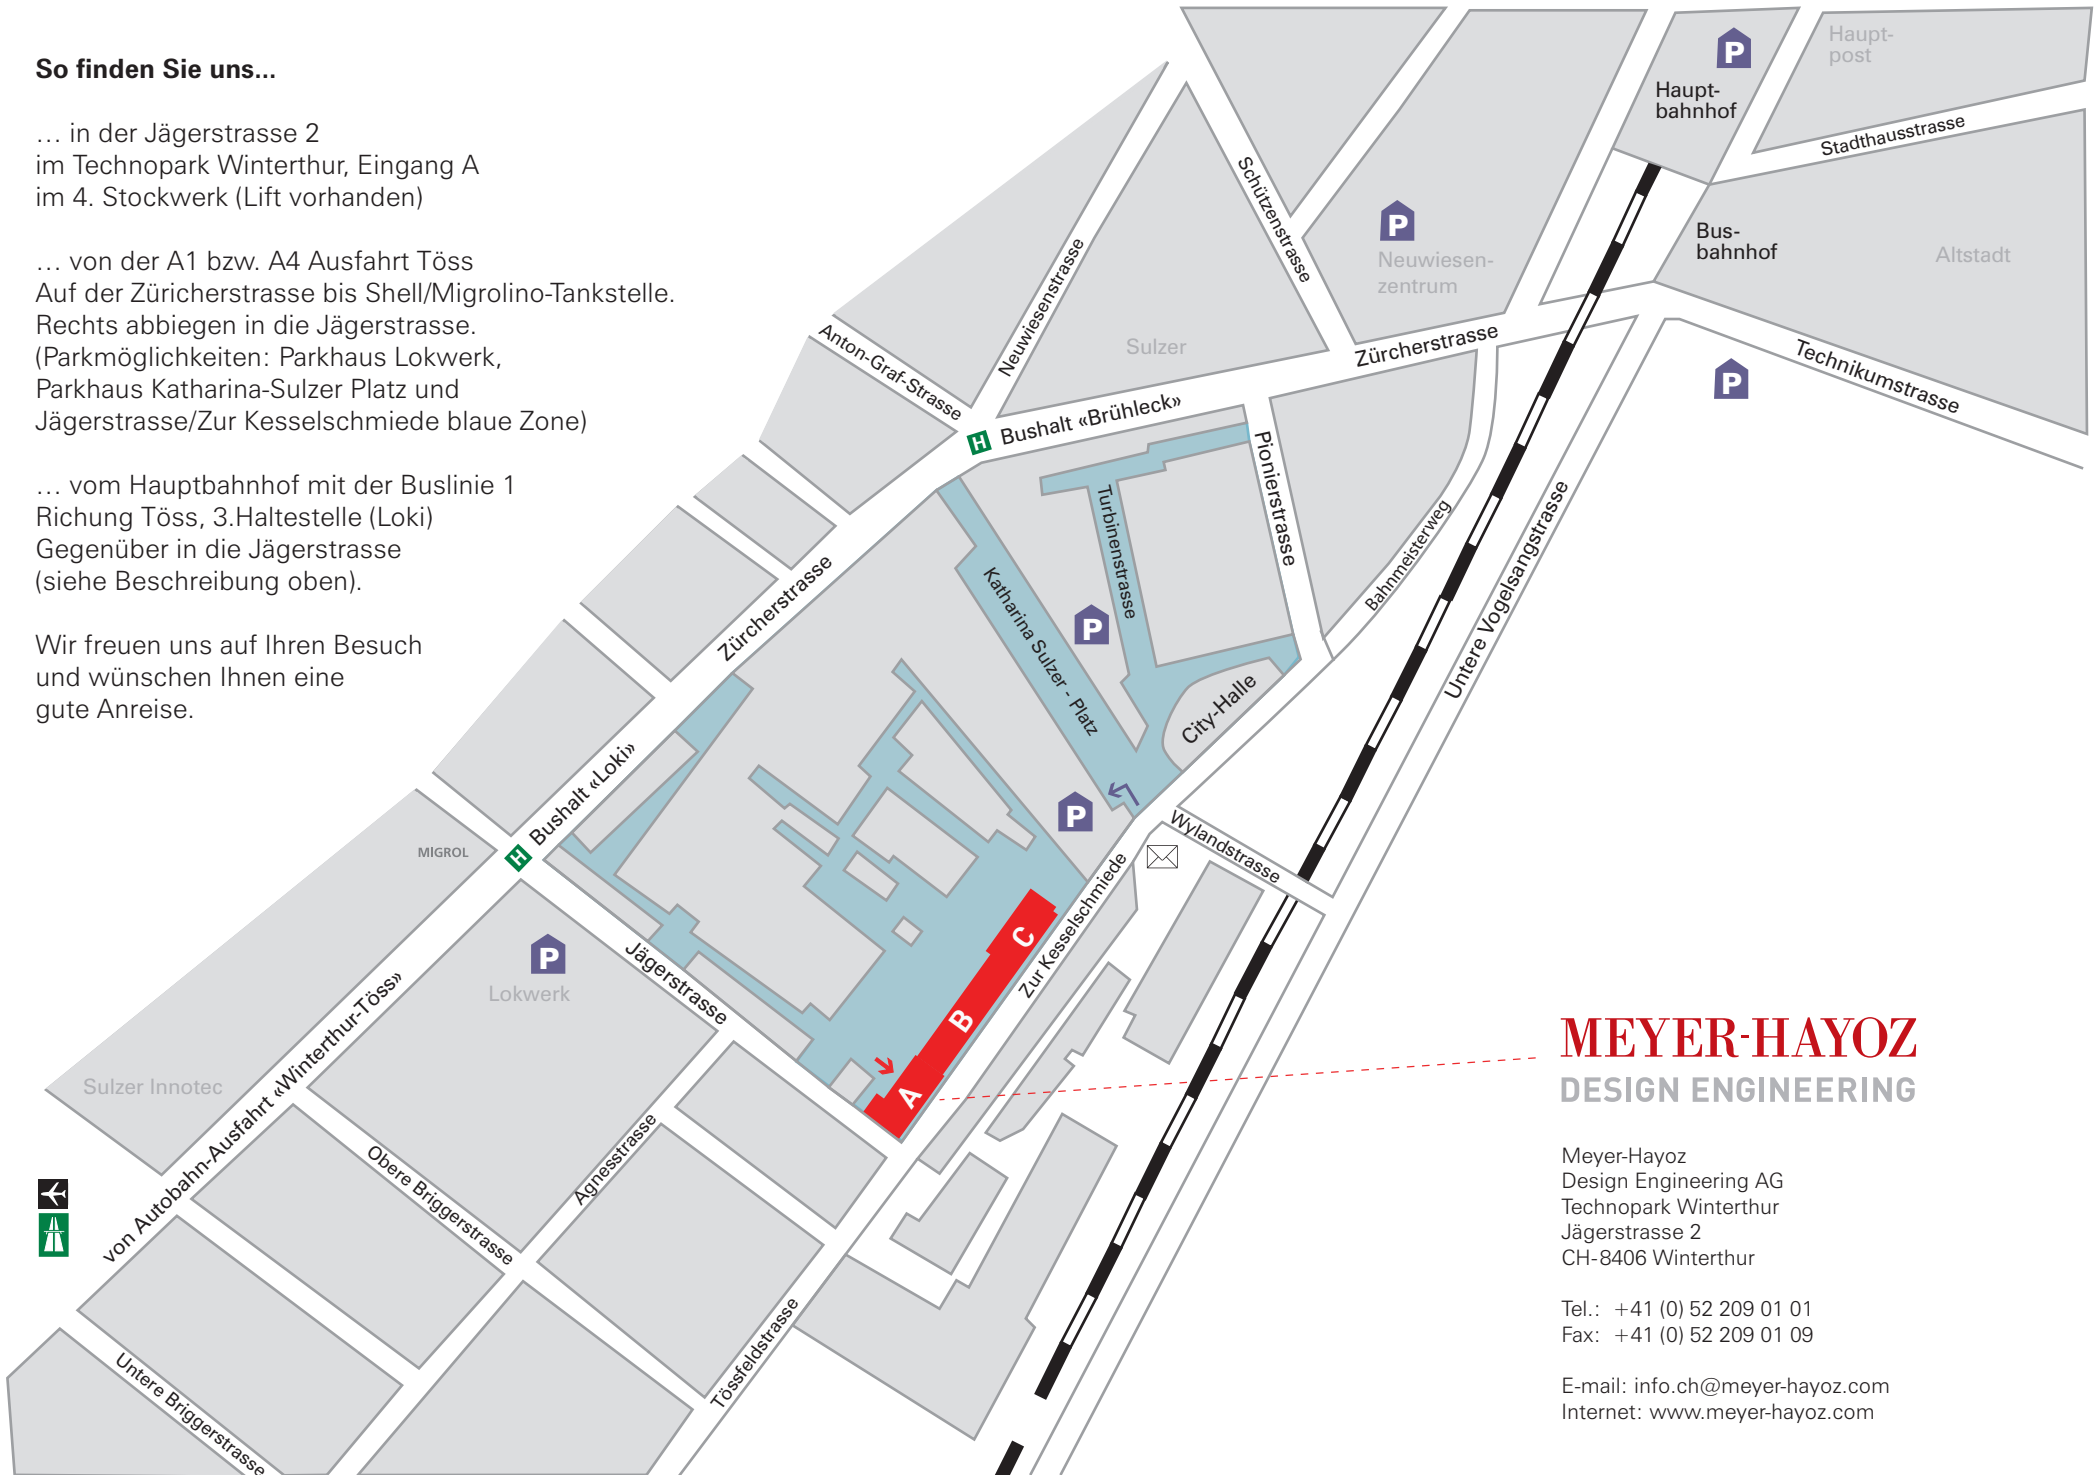 So finden Sie uns...
... in der Jägerstrasse 2
im Technopark Winterthur, Eingang A
im 4. Stockwerk (Lift vorhanden)
... von der A1 bzw. A4 Ausfahrt Töss
Auf der Züricherstrasse bis Shell/Migrolino-Tankstelle.
Rechts abbiegen in die Jägerstrasse.
(Parkmöglichkeiten: Parkhaus Lokwerk,
Parkhaus Katharina-Sulzer Platz und
Jägerstrasse/Zur Kesselschmiede blaue Zone)
... vom Hauptbahnhof mit der Buslinie 1
Richung Töss, 3.Haltestelle (Loki)
Gegenüber in die Jägerstrasse
(siehe Beschreibung oben).
Wir freuen uns auf Ihren Besuch
und wünschen Ihnen eine
gute Anreise.
P
Haupt-
bahnhof
Haupt-
post
Stadthausstrasse
Schützenstrasse
P
Neuwiesen-
zentrum
Bus-
bahnhof
Altstadt
Neuwiesenstrasse
Sulzer
Anton-Graf-Strasse
Zürcherstrasse
P
Technikumstrasse
H
Bushalt «Brühleck»
Pionierstrasse
Turbinenstrasse
Bahnmeisterweg
Untere Vogelsangstrasse
Katharina Sulzer - Platz
P
Zürcherstrasse
City-Halle
Bushalt «Loki»
H
MIGROL
P
Wylandstrasse
Zur Kesselschmiede
P
Lokwerk
Jägerstrasse
C
B
A
von Autobahn-Ausfahrt «Winterthur-Töss»
Sulzer Innotec
Obere Briggerstrasse
Agnesstrasse
Untere Briggerstrasse
Tössfeldstrasse
MEYER-HAYOZ
DESIGN ENGINEERING
Meyer-Hayoz
Design Engineering AG
Technopark Winterthur
Jägerstrasse 2
CH-8406 Winterthur
Tel.: +41 (0) 52 209 01 01
Fax: +41 (0) 52 209 01 09
E-mail: info.ch@meyer-hayoz.com
Internet: www.meyer-hayoz.com